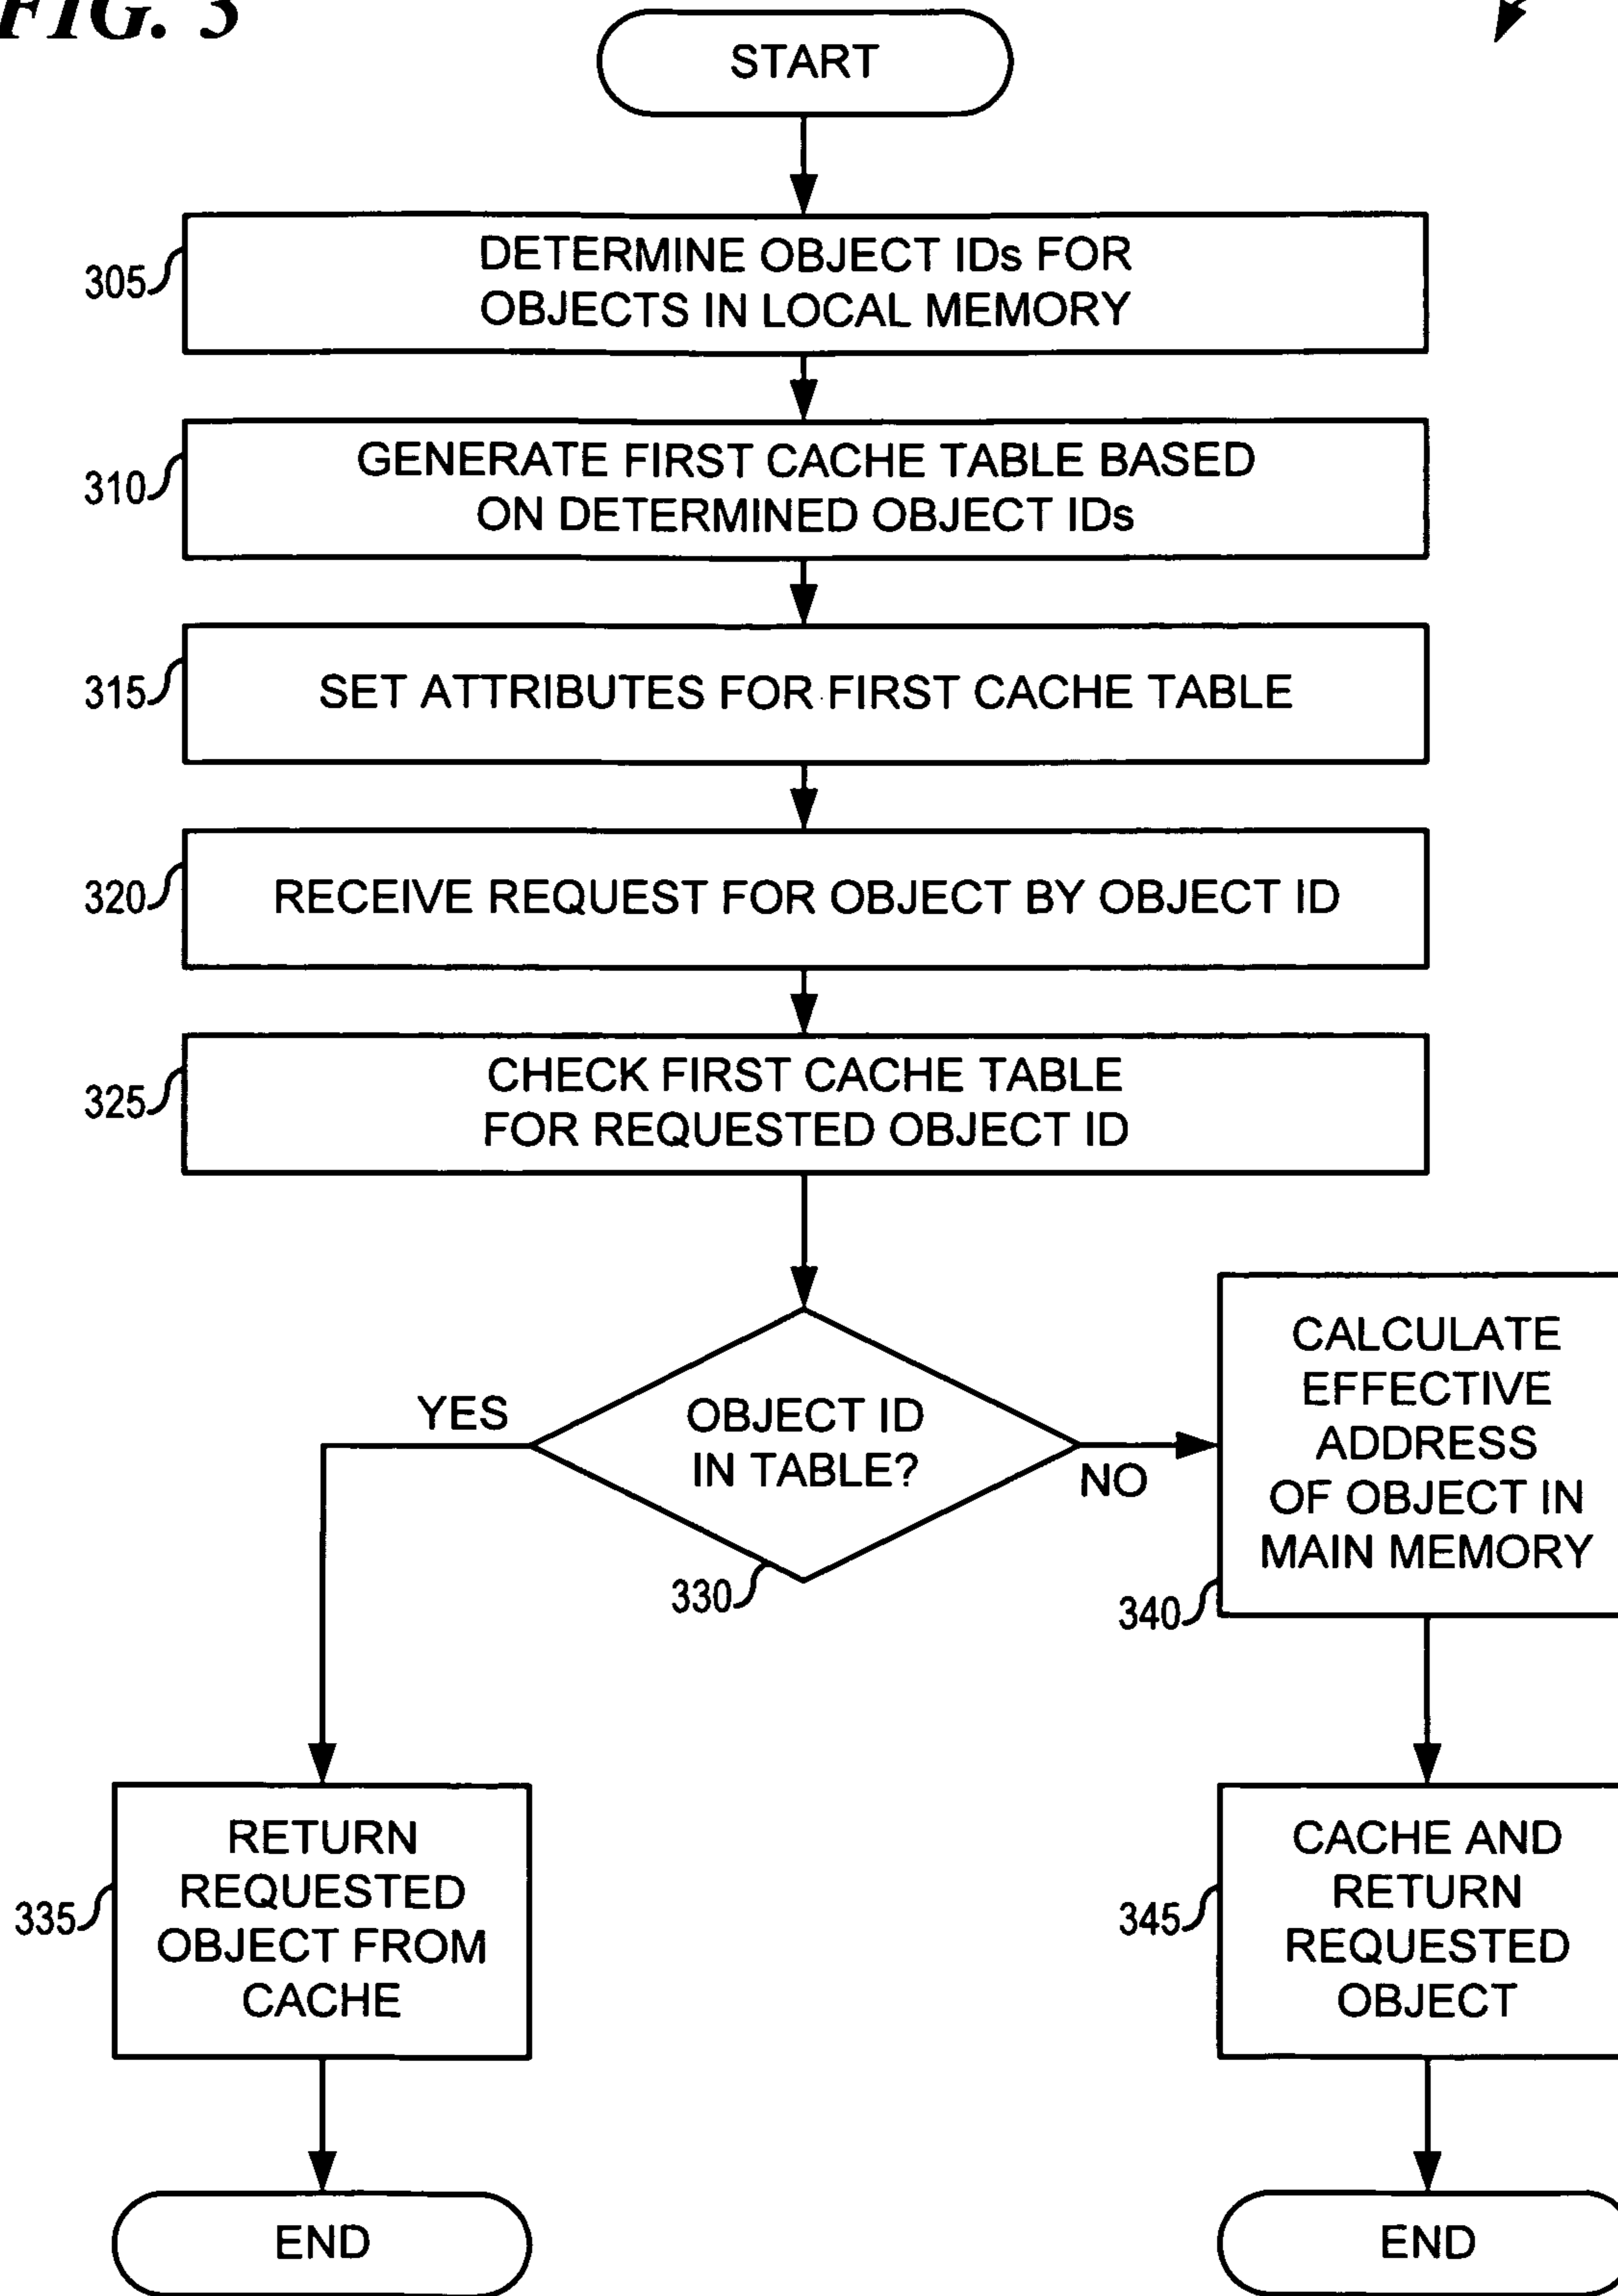 FIG. 3
START
305
DETERMINE OBJECT IDs FOR
OBJECTS IN LOCAL MEMORY
310
GENERATE FIRST CACHE TABLE BASED
ON DETERMINED OBJECT IDs
315
SET ATTRIBUTES FOR FIRST CACHE TABLE
320
RECEIVE REQUEST FOR OBJECT BY OBJECT ID
325
CHECK FIRST CACHE TABLE
FOR REQUESTED OBJECT ID
YES
OBJECT ID
IN TABLE?
NO
330
CALCULATE
EFFECTIVE
ADDRESS
OF OBJECT IN
MAIN MEMORY
340
335
RETURN
REQUESTED
OBJECT FROM
CACHE
345
CACHE AND
RETURN
REQUESTED
OBJECT
END
END